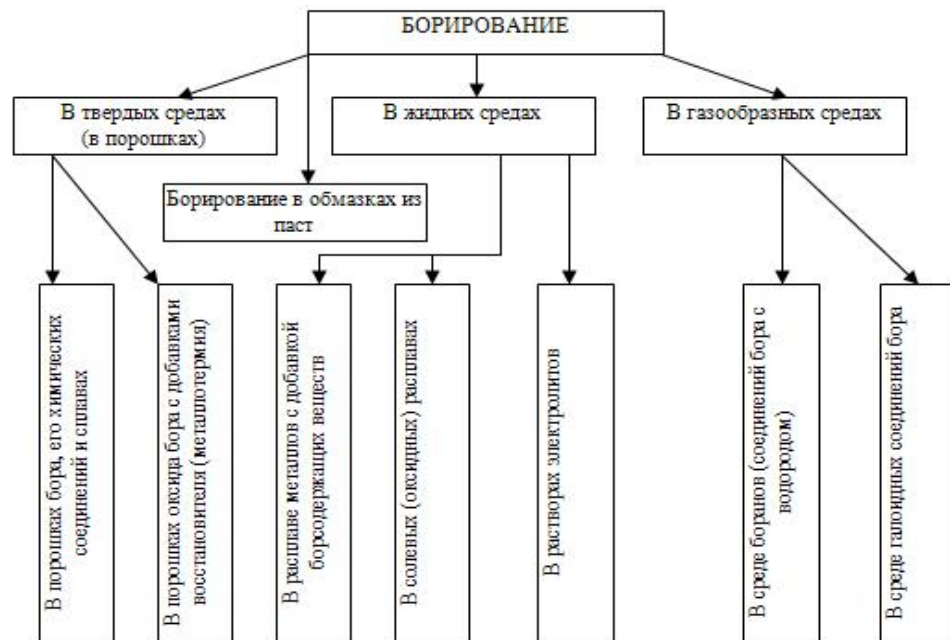 БОРИРОВАНИЕ
В твердых средах
(в порошках)
В жидких средах
В газообразных средах
Борирование в обмазках из
паст
В порошках бора, его химических
соединений и сплавах
В порошках оксида бора с добавками
восстановителя (металлотермия)
В расплаве металлов с добавкой
борсодержащих веществ
В солевых (оксидных) расплавах
В растворах электролитов
В среде боранов (соединений бора с
водородом)
В среде галоидных соединений бора